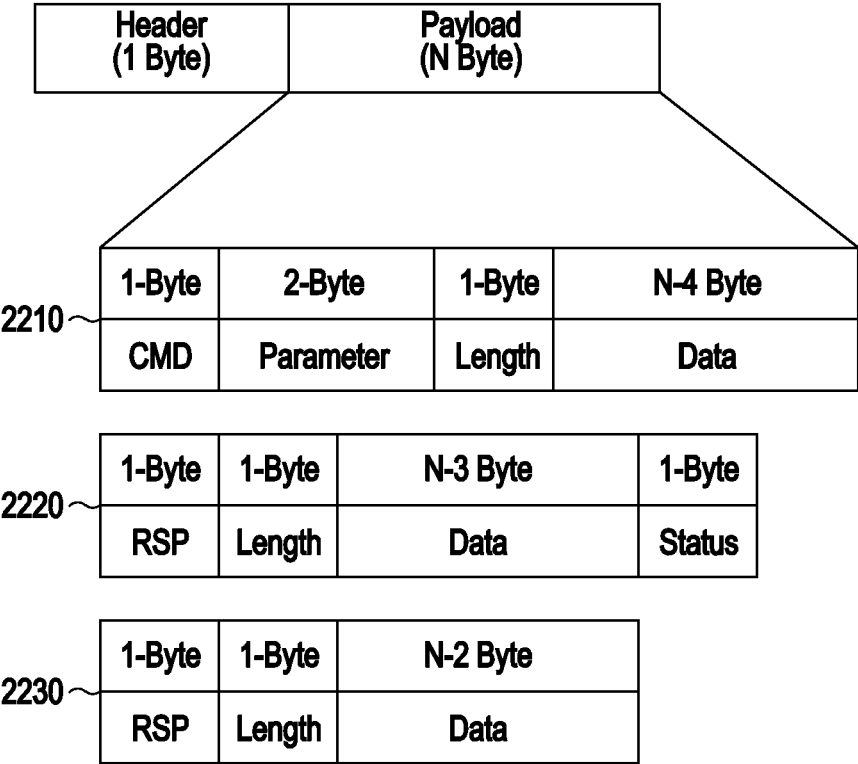 Header Payload
(1 Byte) (N Byte)
1-Byte 2-Byte 1-Byte N-4 Byte
2210
CMD Parameter Length Data
1-Byte 1-Byte N-3 Byte 1-Byte
2220
RSP Length Data Status
1-Byte 1-Byte N-2 Byte
2230
RSP Length Data